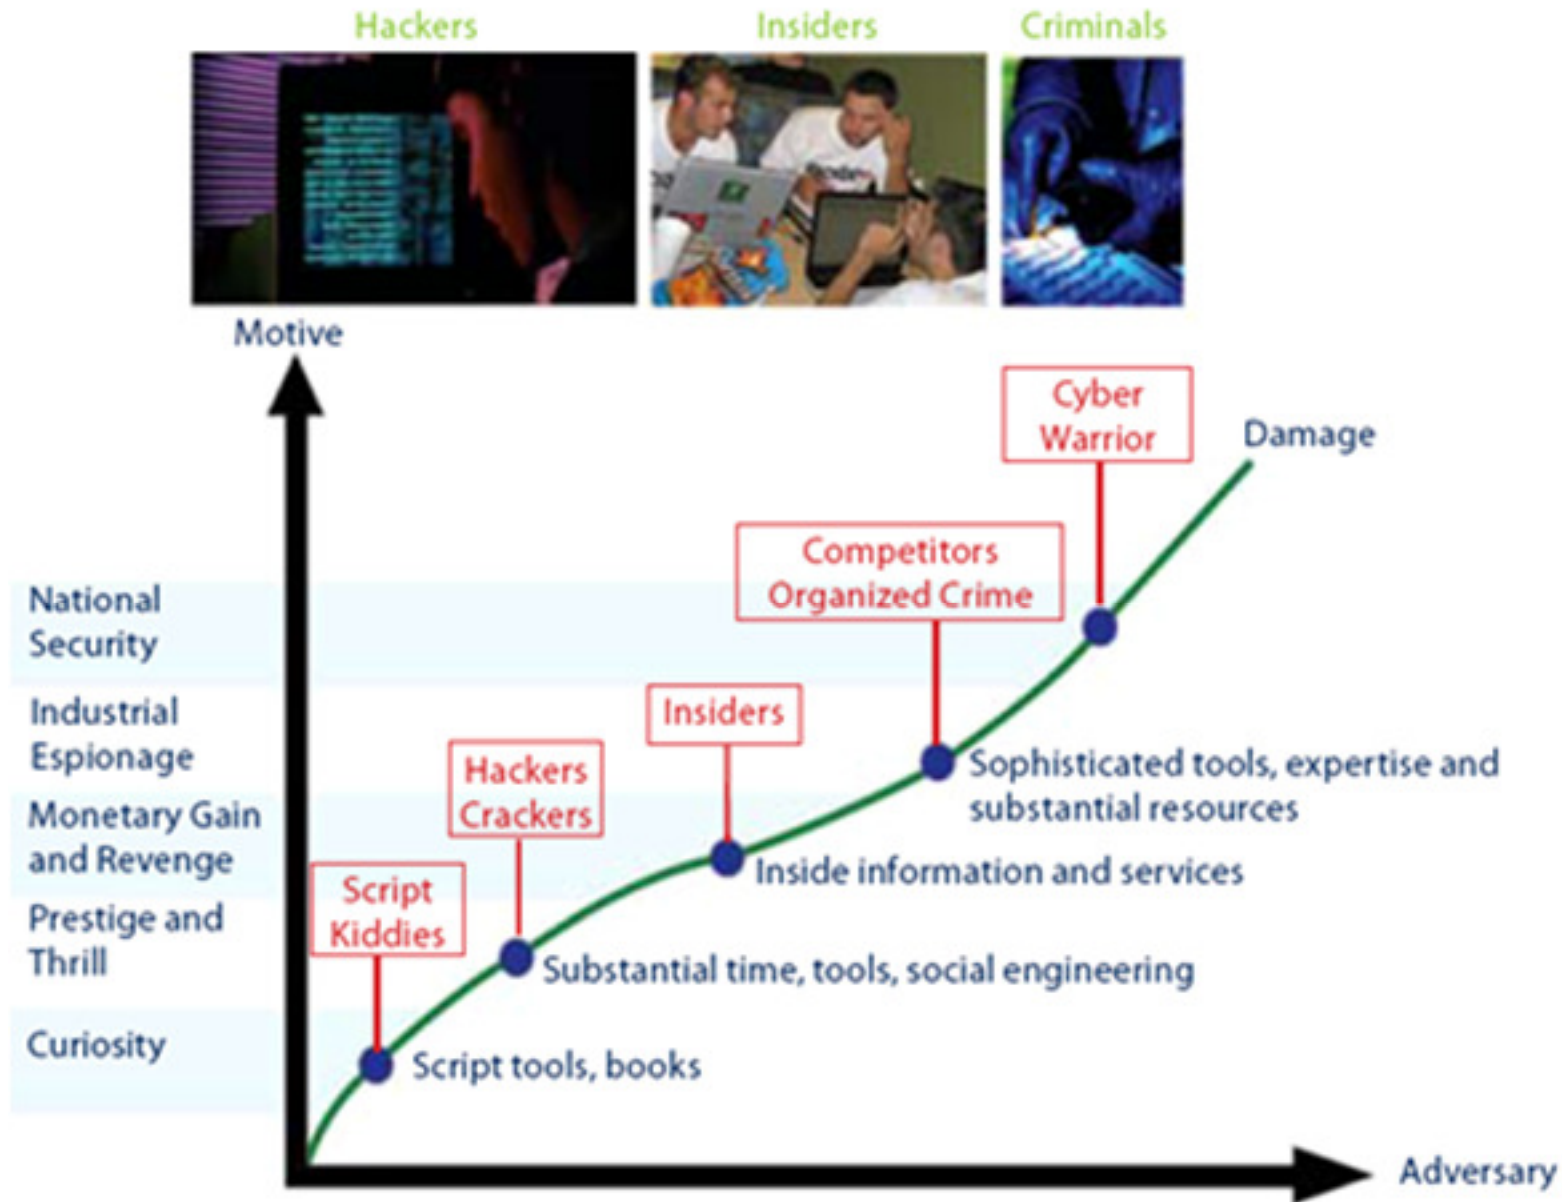 Hackers
Insiders
Criminals
Motive
Cyber
Warrior
Damage
Competitors
Organized Crime
National
Security
Insiders
Industrial
Espionage
Hackers
Crackers
Sophisticated tools, expertise and
substantial resources
Monetary Gain
and Revenge
Inside information and services
Script
Kiddies
Prestige and
Thrill
Substantial time, tools, social engineering
Curiosity
Script tools, books
Adversary